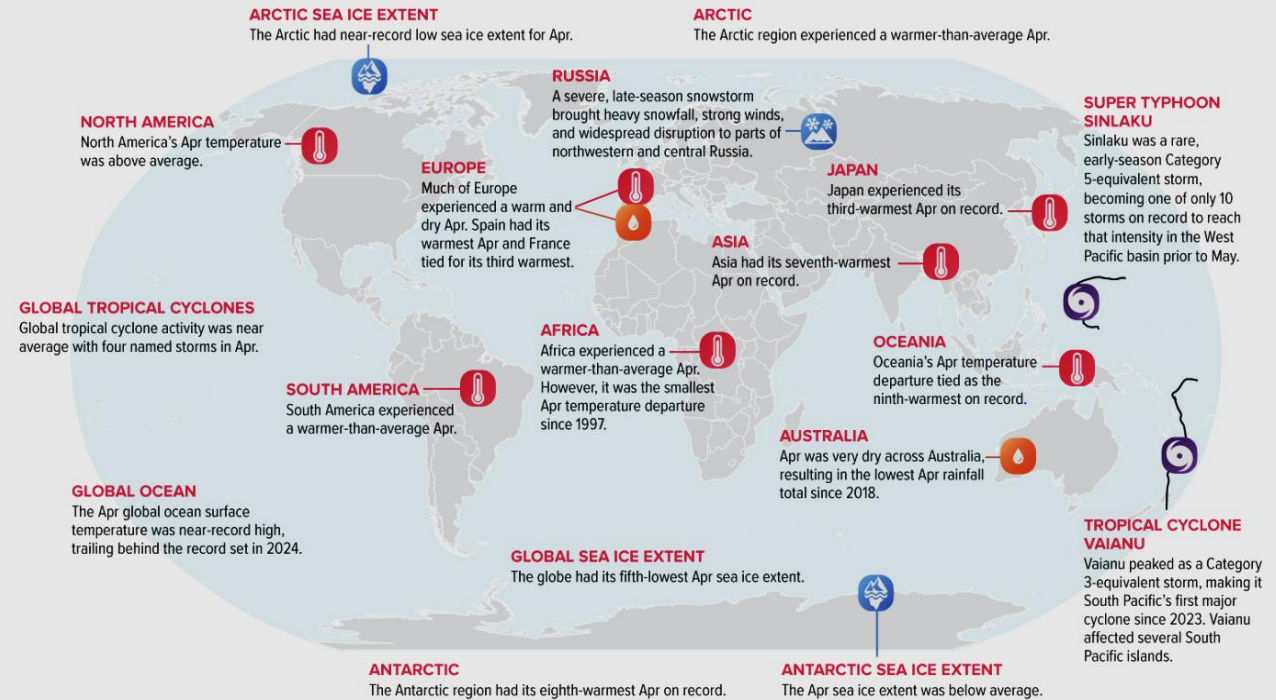 ARCTIC SEA ICE EXTENT
The Arctic had near-record low sea ice extent for Apr.
ARCTIC
The Arctic region experienced a warmer-than-average Apr.
RUSSIA
A severe, late-season snowstorm
brought heavy snowfall, strong winds,
and widespread disruption to parts of
northwestern and central Russia.
SUPER TYPHOON
SINLAKU
Sinlaku was a rare,
early-season Category
5-equivalent storm,
becoming one of only 10
storms on record to reach
that intensity in the West
Pacific basin prior to May.
NORTH AMERICA
North America's Apr temperature
was above average.
EUROPE
Much of Europe
experienced a warm and
dry Apr. Spain had its
warmest Apr and France
tied for its third warmest.
JAPAN
Japan experienced its
third-warmest Apr on record.
ASIA
Asia had its seventh-warmest
Apr on record.
GLOBAL TROPICAL CYCLONES
Global tropical cyclone activity was near
average with four named storms in Apr.
AFRICA
Africa experienced a
warmer-than-average Apr.
However, it was the smallest
Apr temperature departure
since 1997.
OCEANIA
Oceania's Apr temperature
departure tied as the
ninth-warmest on record.
SOUTH AMERICA
South America experienced
a warmer-than-average Apr.
AUSTRALIA
Apr was very dry across Australia,
resulting in the lowest Apr rainfall
total since 2018.
GLOBAL OCEAN
The Apr global ocean surface
temperature was near-record high,
trailing behind the record set in 2024.
TROPICAL CYCLONE
VAIANU
Vaianu peaked as a Category
3-equivalent storm, making it
South Pacific's first major
cyclone since 2023. Vaianu
affected several South
Pacific islands.
GLOBAL SEA ICE EXTENT
The globe had its fifth-lowest Apr sea ice extent.
ANTARCTIC
The Antarctic region had its eighth-warmest Apr on record.
ANTARCTIC SEA ICE EXTENT
The Apr sea ice extent was below average.